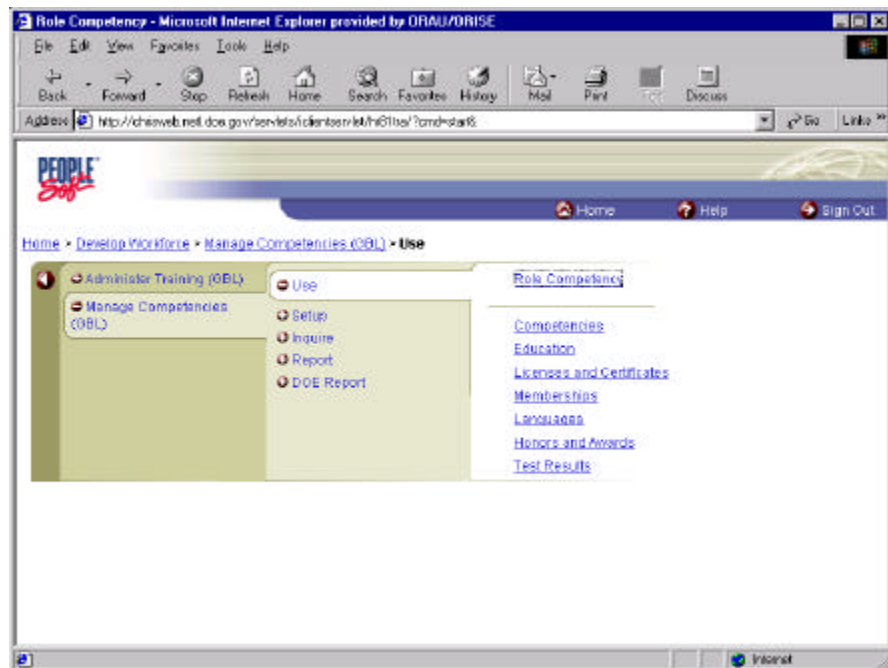 Role Competency - Microsoft Internet Explorer provided by ORAU/ORISE
File Edit View Favorites Tools Help
Back Forward Stop Refresh Home Search Favorites History Mail Print Discuss
Address Go Links
PEOPLE Soft
Home Help Sign Out
Home > Develop Workforce > Manage Competencies (GBL) > Use
Administer Training (GBL)
Manage Competencies (GBL)
Use
Setup
Inquire
Report
DOE Report
Role Competency
Competencies
Education
Licenses and Certificates
Memberships
Languages
Honors and Awards
Test Results
Internet